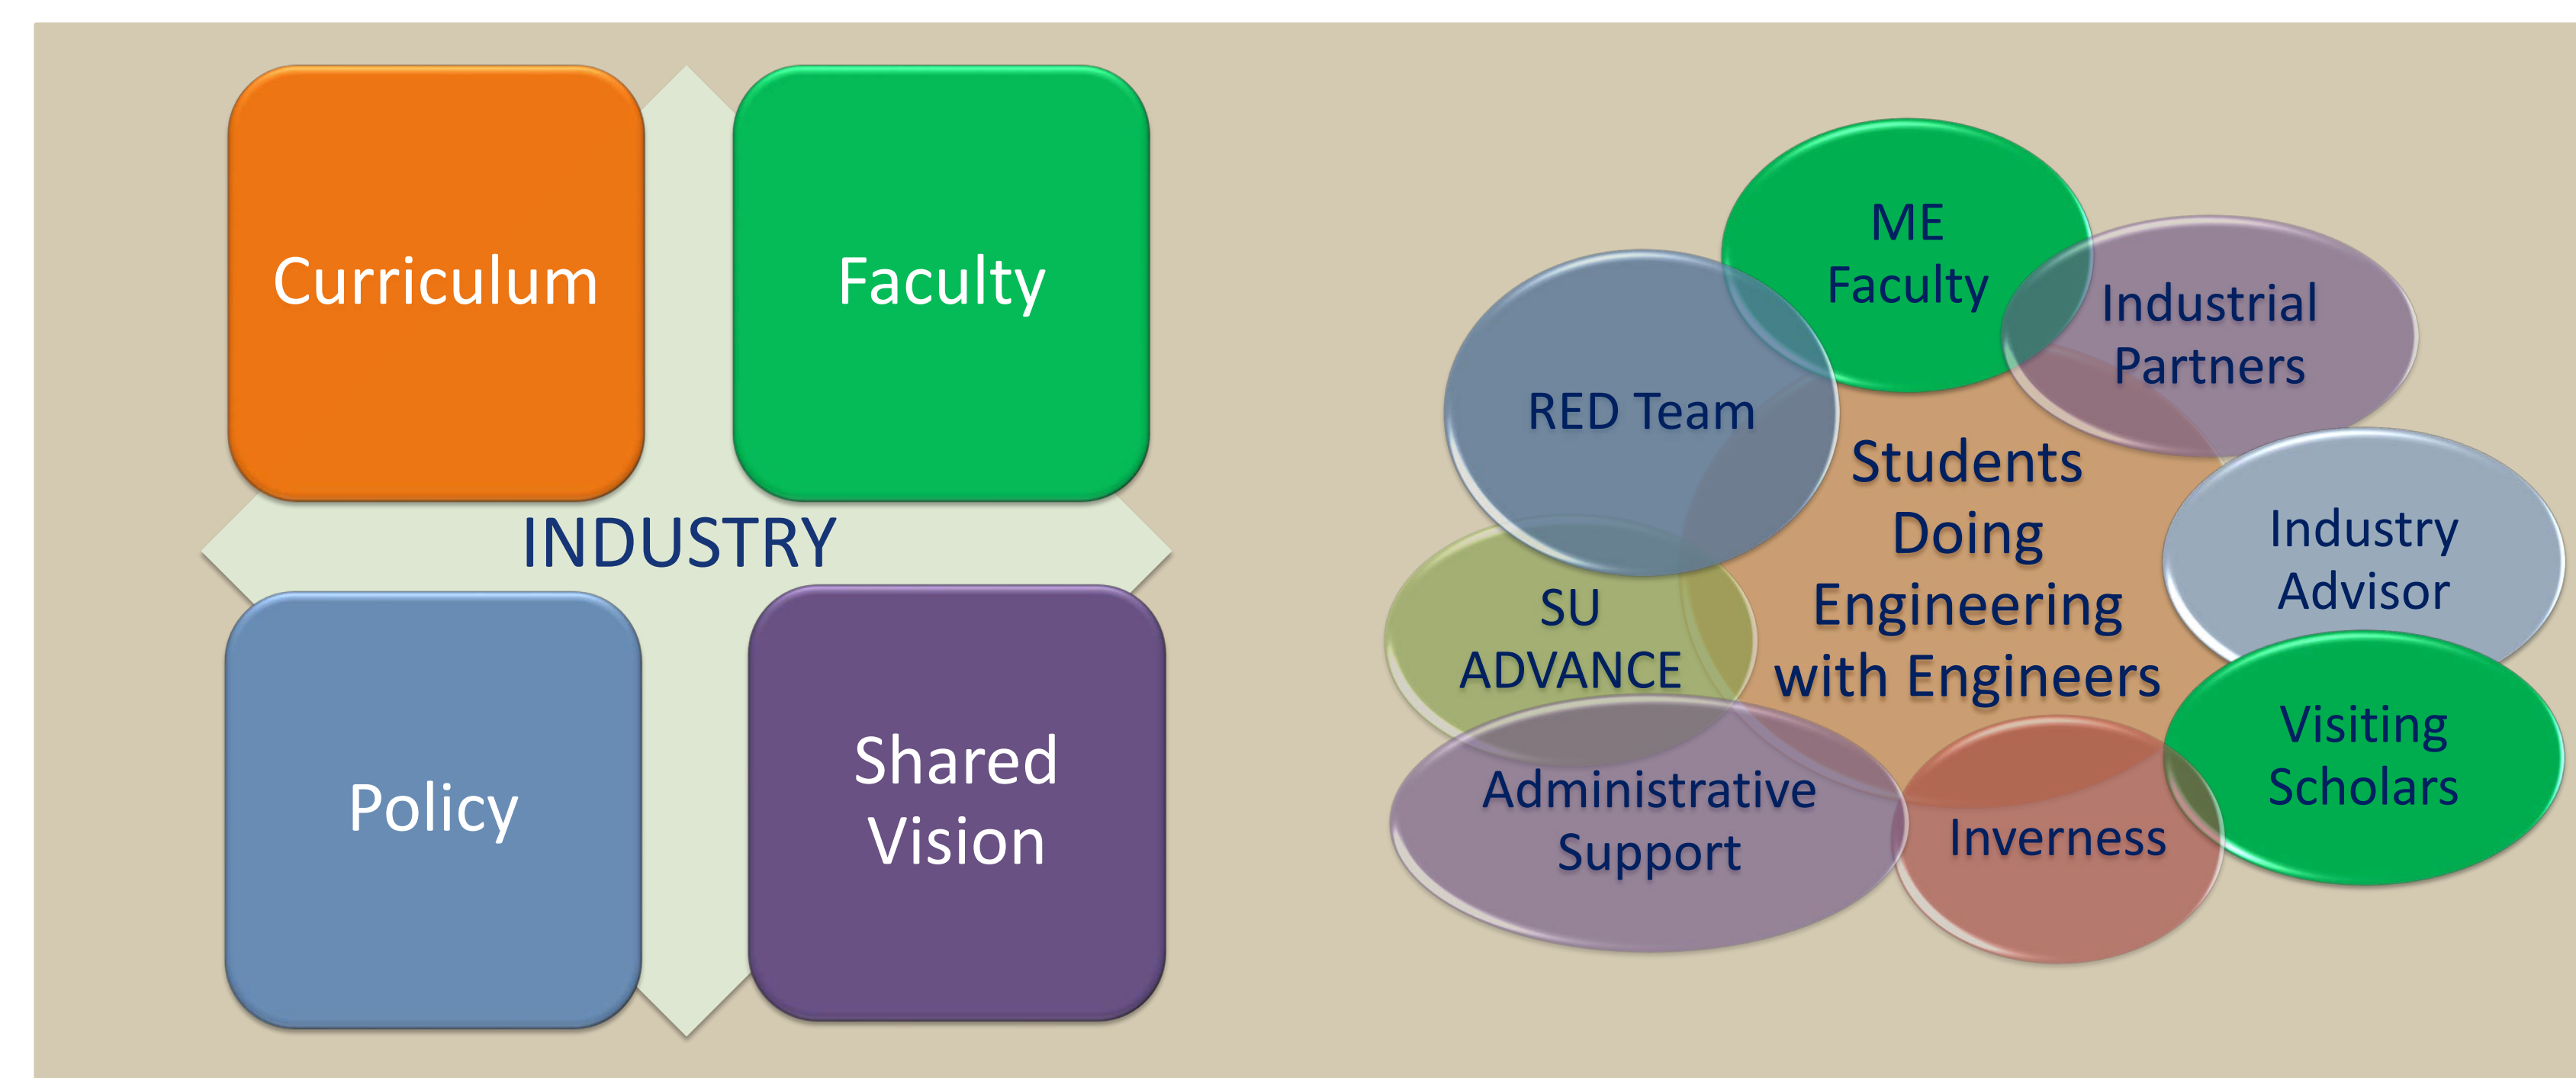 Curriculum
Faculty
INDUSTRY
Policy
Shared
Vision
ME
Faculty
Industrial
Partners
RED Team
Students
Doing
Engineering
with Engineers
Industry
Advisor
SU
ADVANCE
Visiting
Scholars
Administrative
Support
Inverness